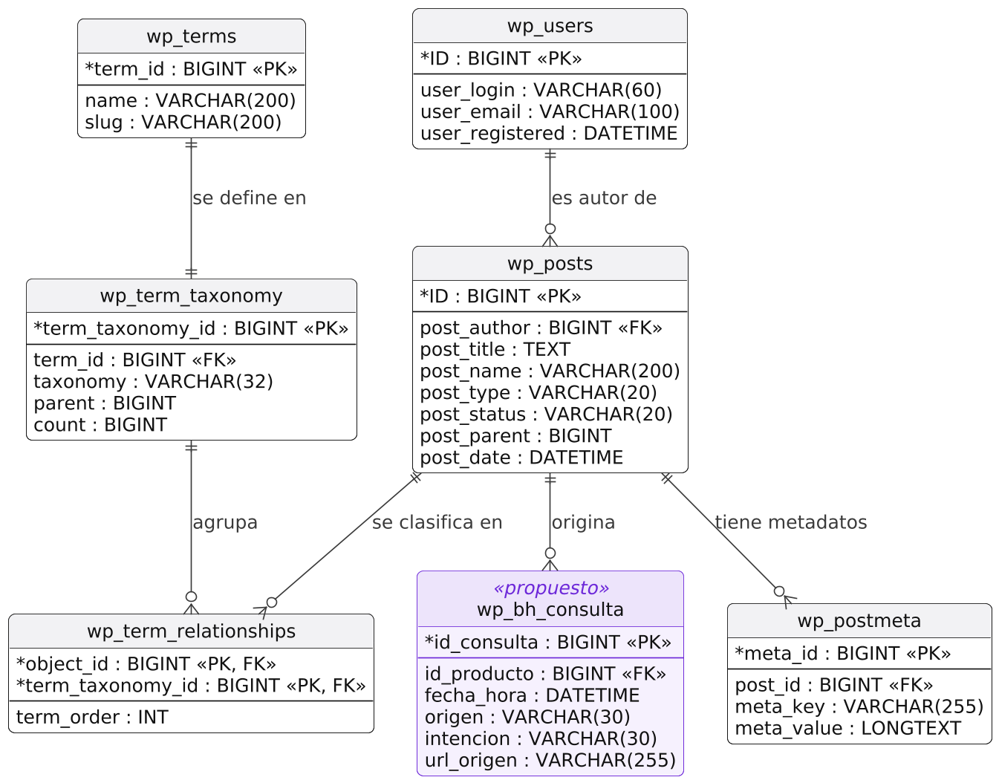 wp_terms
*term_id : BIGINT «PK»
name : VARCHAR(200)
slug : VARCHAR(200)
wp_users
*ID : BIGINT «PK»
user_login : VARCHAR(60)
user_email : VARCHAR(100)
user_registered : DATETIME
se define en
es autor de
wp_term_taxonomy
*term_taxonomy_id : BIGINT «PK»
term_id : BIGINT «FK»
taxonomy : VARCHAR(32)
parent : BIGINT
count : BIGINT
wp_posts
*ID : BIGINT «PK»
post_author : BIGINT «FK»
post_title : TEXT
post_name : VARCHAR(200)
post_type : VARCHAR(20)
post_status : VARCHAR(20)
post_parent : BIGINT
post_date : DATETIME
agrupa
se clasifica en
origina
tiene metadatos
wp_term_relationships
*object_id : BIGINT «PK, FK»
*term_taxonomy_id : BIGINT «PK, FK»
term_order : INT
«propuesto»
wp_bh_consulta
*id_consulta : BIGINT «PK»
id_producto : BIGINT «FK»
fecha_hora : DATETIME
origen : VARCHAR(30)
intencion : VARCHAR(30)
url_origen : VARCHAR(255)
wp_postmeta
*meta_id : BIGINT «PK»
post_id : BIGINT «FK»
meta_key : VARCHAR(255)
meta_value : LONGTEXT